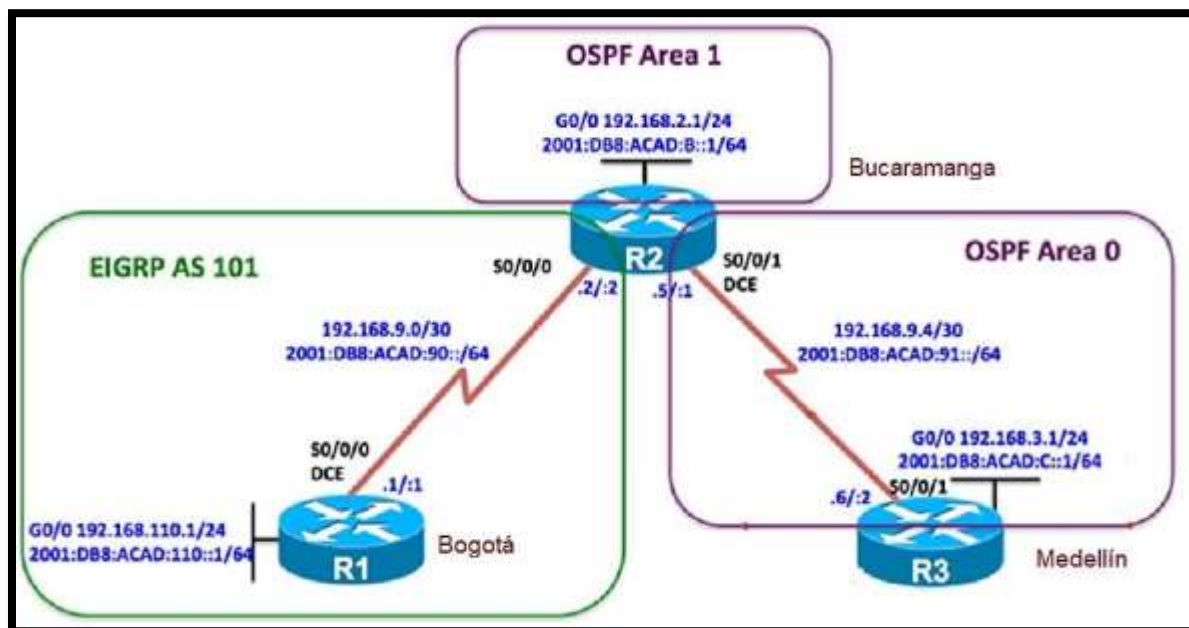 OSPF Area 1
G0/0 192.168.2.1/24
2001:DB8:ACAD:B::1/64
Bucaramanga
R2
EIGRP AS 101
S0/0/0
.2/:2
.5/:1
S0/0/1
DCE
OSPF Area 0
192.168.9.0/30
2001:DB8:ACAD:90::/64
192.168.9.4/30
2001:DB8:ACAD:91::/64
S0/0/0
DCE
.1/:1
G0/0 192.168.3.1/24
2001:DB8:ACAD:C::1/64
.6/:2
S0/0/1
G0/0 192.168.110.1/24
2001:DB8:ACAD:110::1/64
R1
Bogotá
R3
Medellín